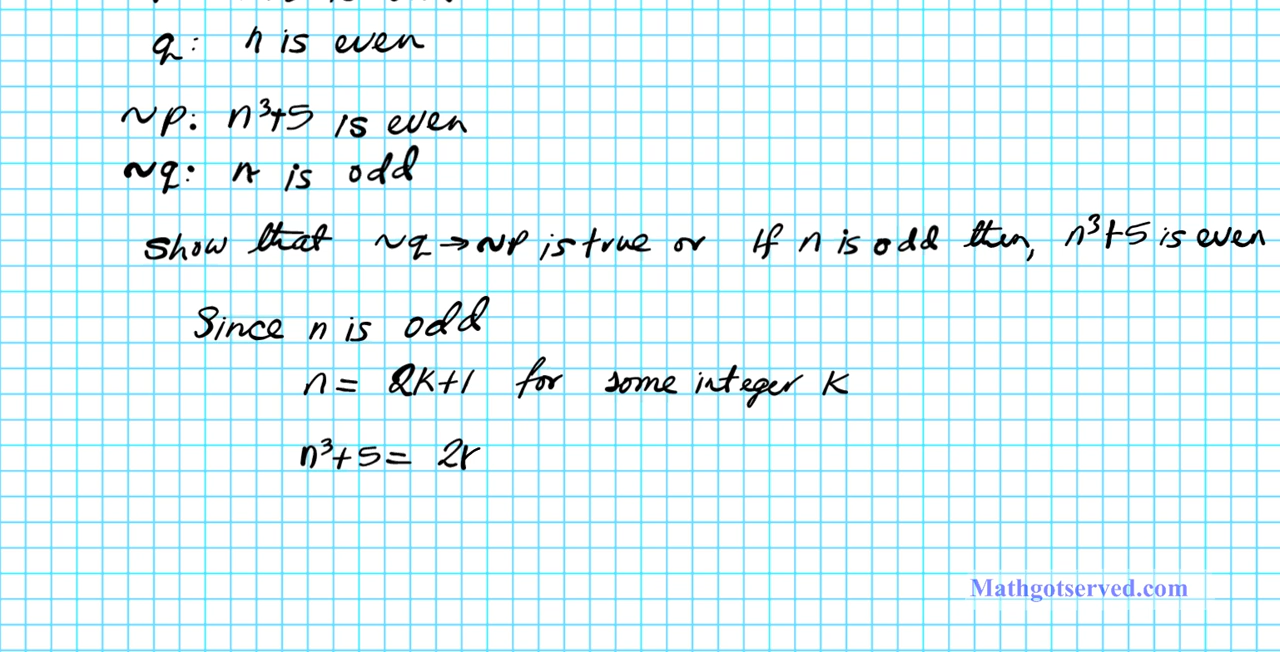 q: n is even
~p: n³+5 is even
~q: n is odd
show that ~q → ~p is true or If n is odd then, n³+5 is even
Since n is odd
n = 2k+1 for some integer k
n³+5 = 2r
Mathgotserved.com